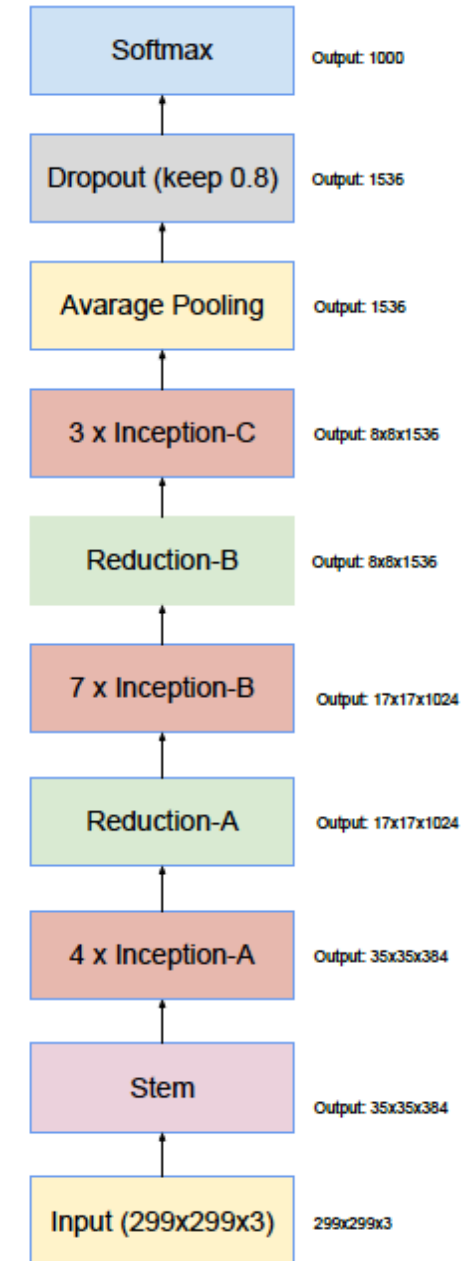 Softmax
Output: 1000
Dropout (keep 0.8)
Output: 1536
Avarage Pooling
Output: 1536
3 x Inception-C
Output: 8x8x1536
Reduction-B
Output: 8x8x1536
7 x Inception-B
Output: 17x17x1024
Reduction-A
Output: 17x17x1024
4 x Inception-A
Output: 35x35x384
Stem
Output: 35x35x384
Input (299x299x3)
299x299x3